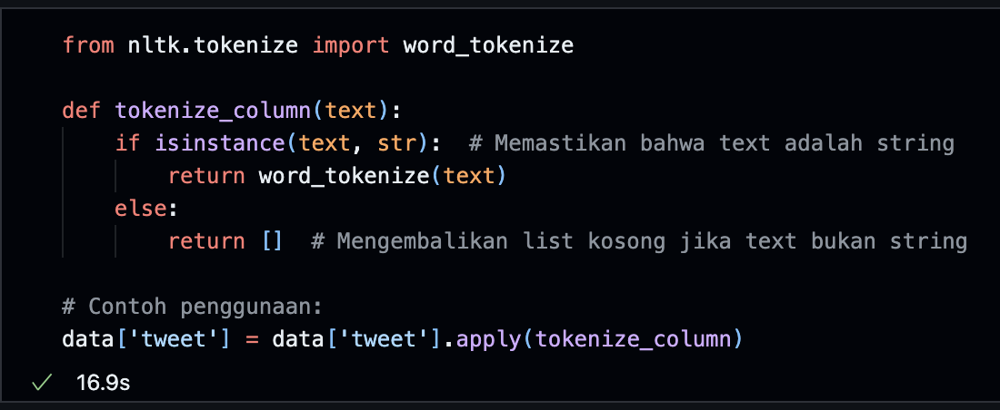 from nltk.tokenize import word_tokenize
def tokenize_column(text):
    if isinstance(text, str):  # Memastikan bahwa text adalah string
        return word_tokenize(text)
    else:
        return []  # Mengembalikan list kosong jika text bukan string
# Contoh penggunaan:
data['tweet'] = data['tweet'].apply(tokenize_column)
16.9s